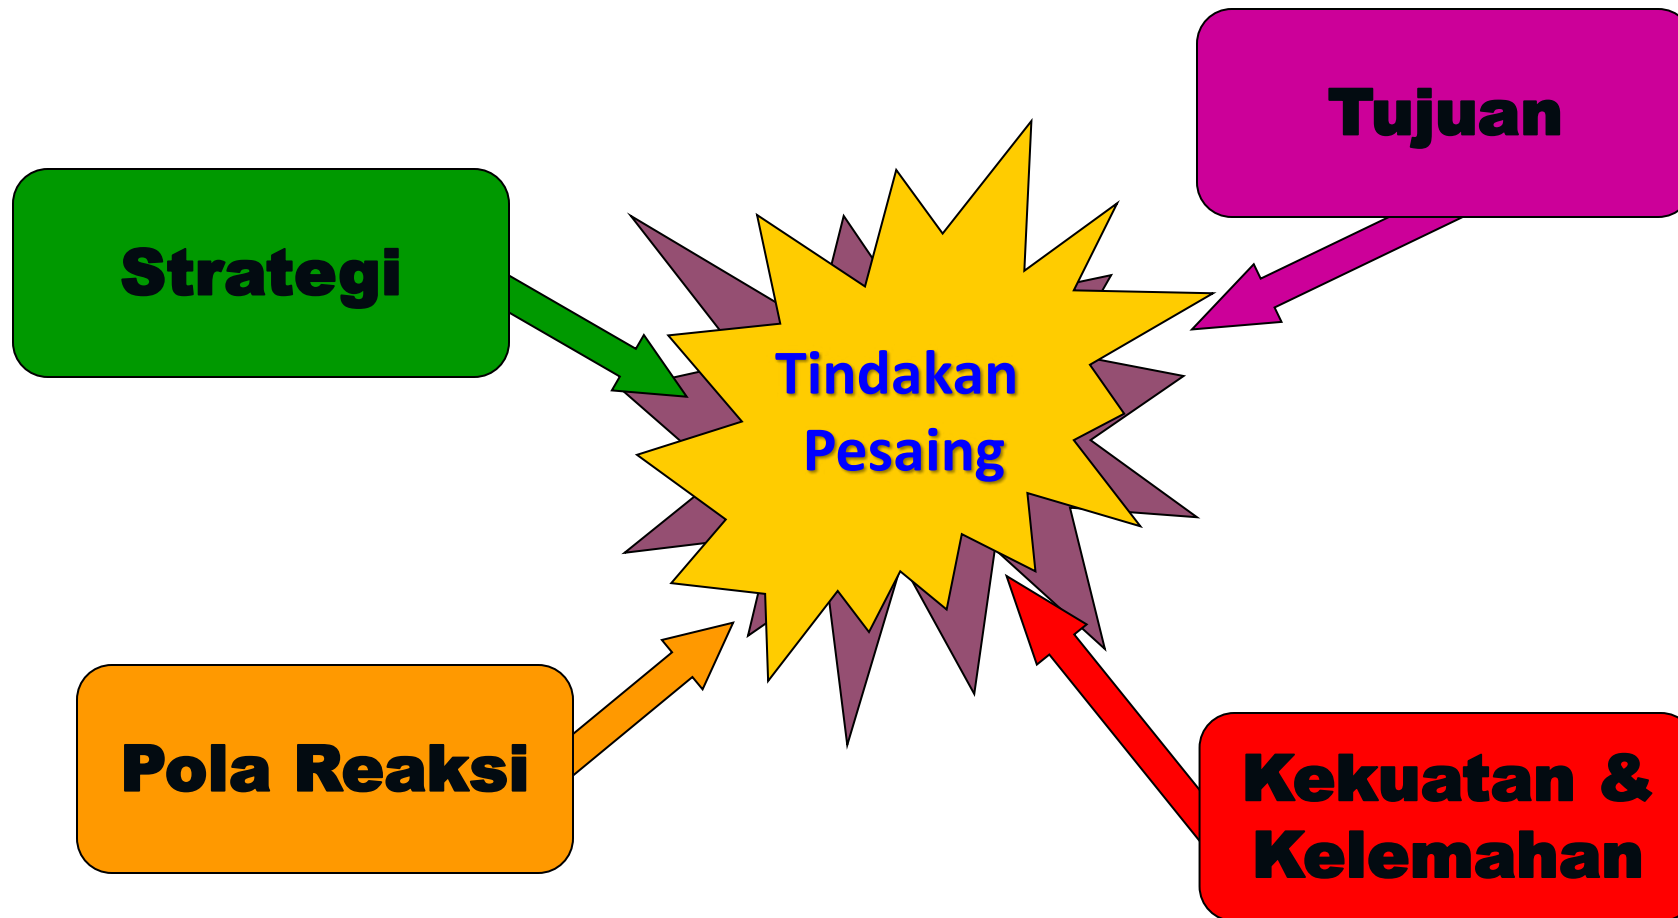 Tujuan
Strategi
Tindakan
Pesaing
Pola Reaksi
Kekuatan &
Kelemahan